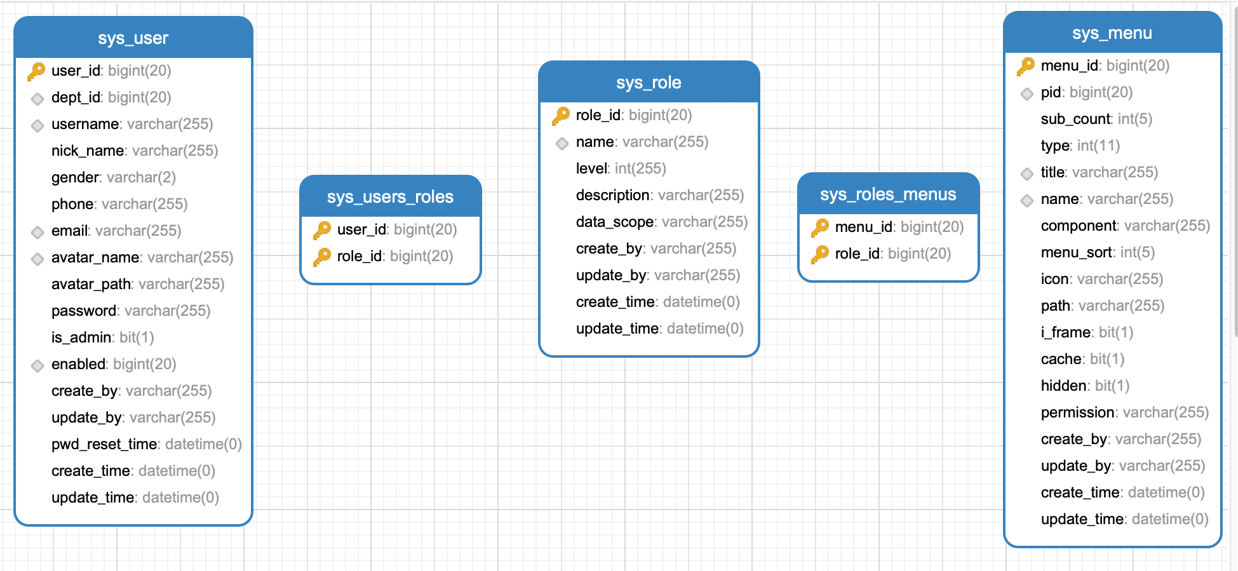 sys_user
user_id: bigint(20)
dept_id: bigint(20)
username: varchar(255)
nick_name: varchar(255)
gender: varchar(2)
phone: varchar(255)
email: varchar(255)
avatar_name: varchar(255)
avatar_path: varchar(255)
password: varchar(255)
is_admin: bit(1)
enabled: bigint(20)
create_by: varchar(255)
update_by: varchar(255)
pwd_reset_time: datetime(0)
create_time: datetime(0)
update_time: datetime(0)
sys_users_roles
user_id: bigint(20)
role_id: bigint(20)
sys_role
role_id: bigint(20)
name: varchar(255)
level: int(255)
description: varchar(255)
data_scope: varchar(255)
create_by: varchar(255)
update_by: varchar(255)
create_time: datetime(0)
update_time: datetime(0)
sys_roles_menus
menu_id: bigint(20)
role_id: bigint(20)
sys_menu
menu_id: bigint(20)
pid: bigint(20)
sub_count: int(5)
type: int(11)
title: varchar(255)
name: varchar(255)
component: varchar(255)
menu_sort: int(5)
icon: varchar(255)
path: varchar(255)
i_frame: bit(1)
cache: bit(1)
hidden: bit(1)
permission: varchar(255)
create_by: varchar(255)
update_by: varchar(255)
create_time: datetime(0)
update_time: datetime(0)